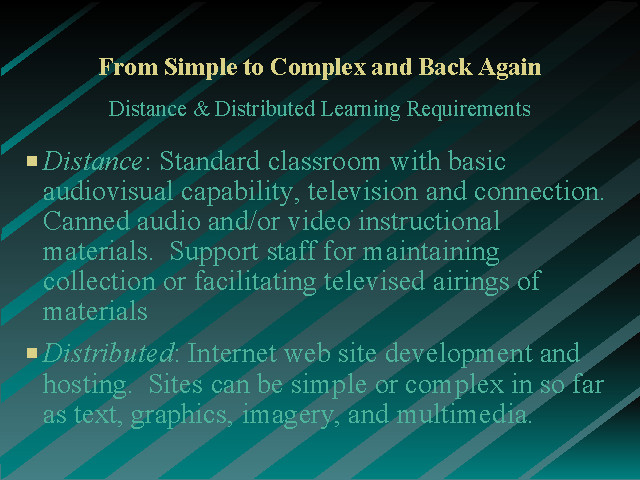 From Simple to Complex and Back Again
Distance & Distributed Learning Requirements
Distance: Standard classroom with basic
audiovisual capability, television and connection.
Canned audio and/or video instructional
materials.  Support staff for maintaining
collection or facilitating televised airings of
materials
Distributed: Internet web site development and
hosting.  Sites can be simple or complex in so far
as text, graphics, imagery, and multimedia.